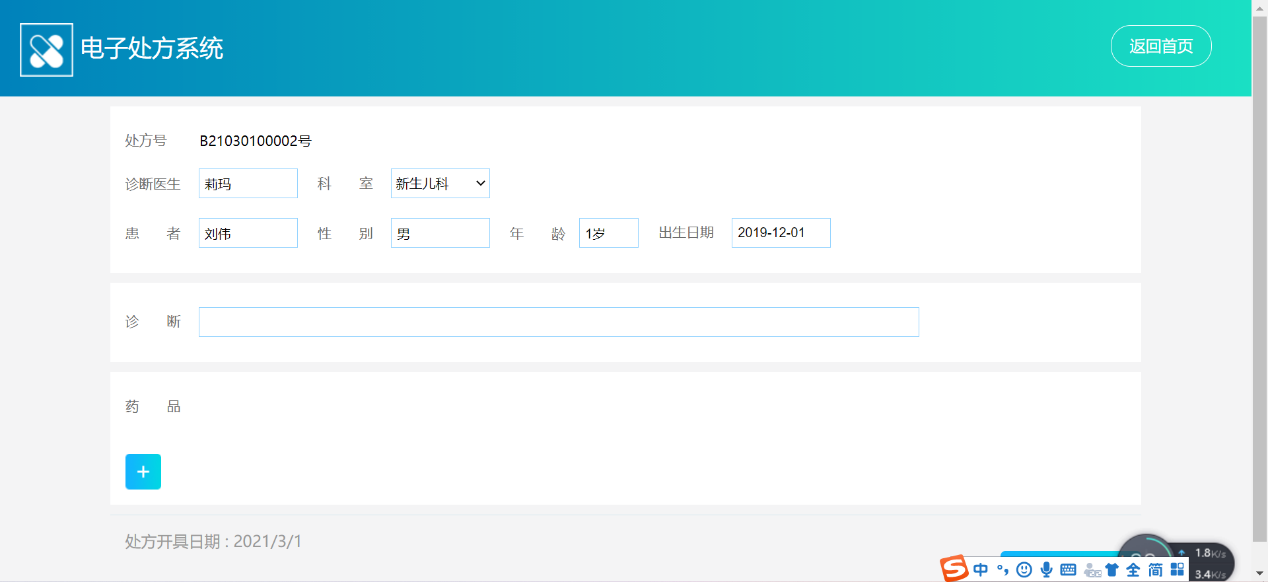 电子处方系统
返回首页
处方号 B21030100002号
诊断医生 莉玛 科 室 新生儿科
患 者 刘伟 性 别 男 年 龄 1岁 出生日期 2019-12-01
诊 断
药 品
+
处方开具日期 : 2021/3/1
1.8K/s
中 全 简
3.4K/s